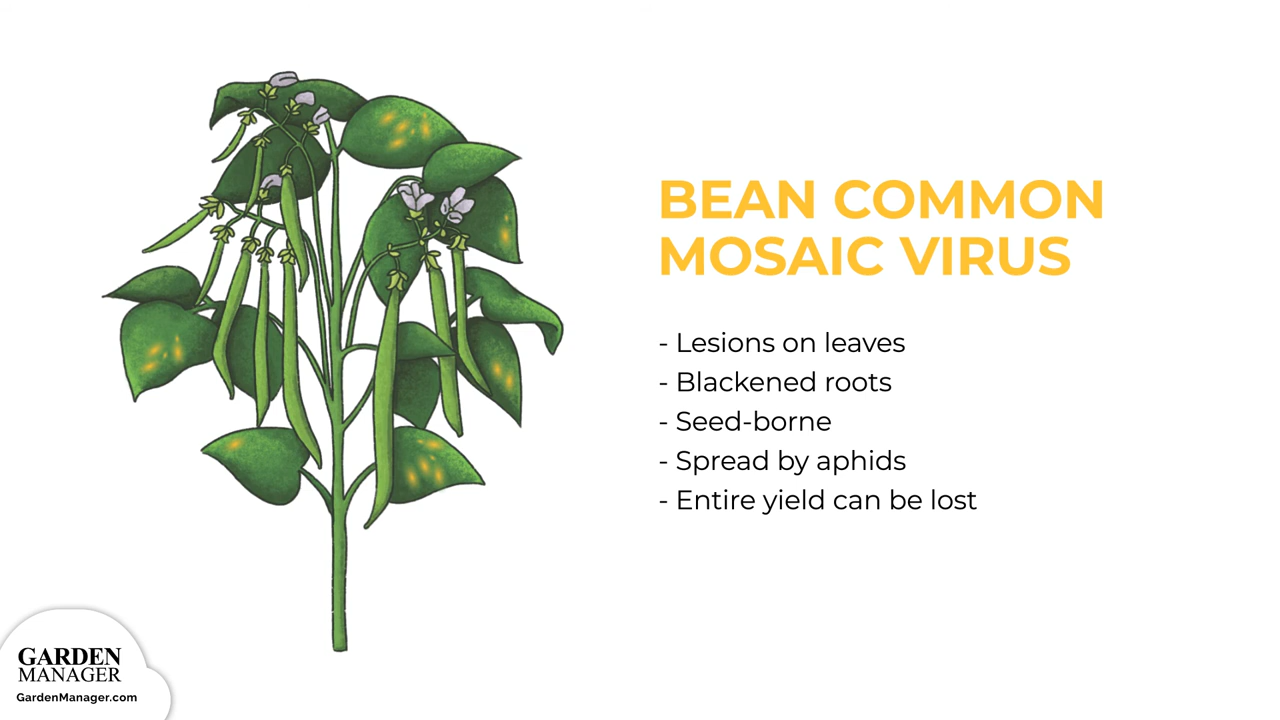 BEAN COMMON
MOSAIC VIRUS
- Lesions on leaves
- Blackened roots
- Seed-borne
- Spread by aphids
- Entire yield can be lost
GARDEN
MANAGER
GardenManager.com